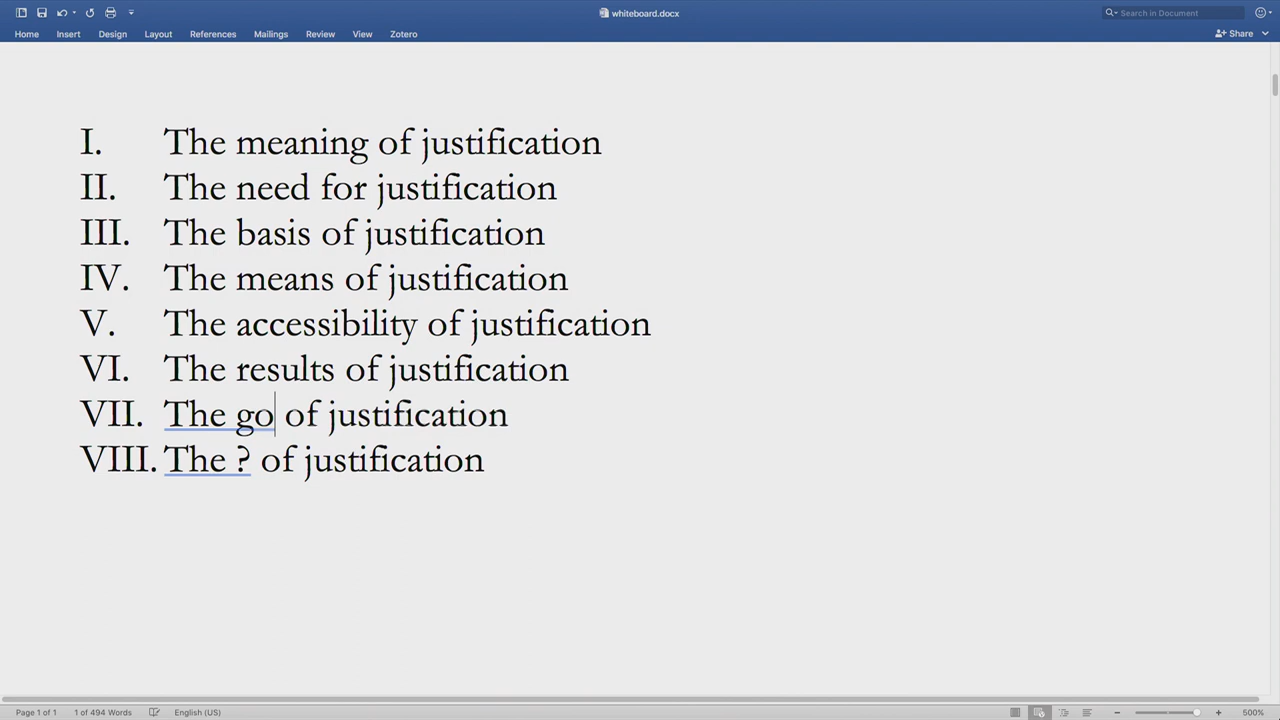 whiteboard.docx
Search in Document
Home Insert Design Layout References Mailings Review View Zotero
Share
I. The meaning of justification
II. The need for justification
III. The basis of justification
IV. The means of justification
V. The accessibility of justification
VI. The results of justification
VII. The go of justification
VIII. The ? of justification
Page 1 of 1 1 of 494 Words English (US) 500%